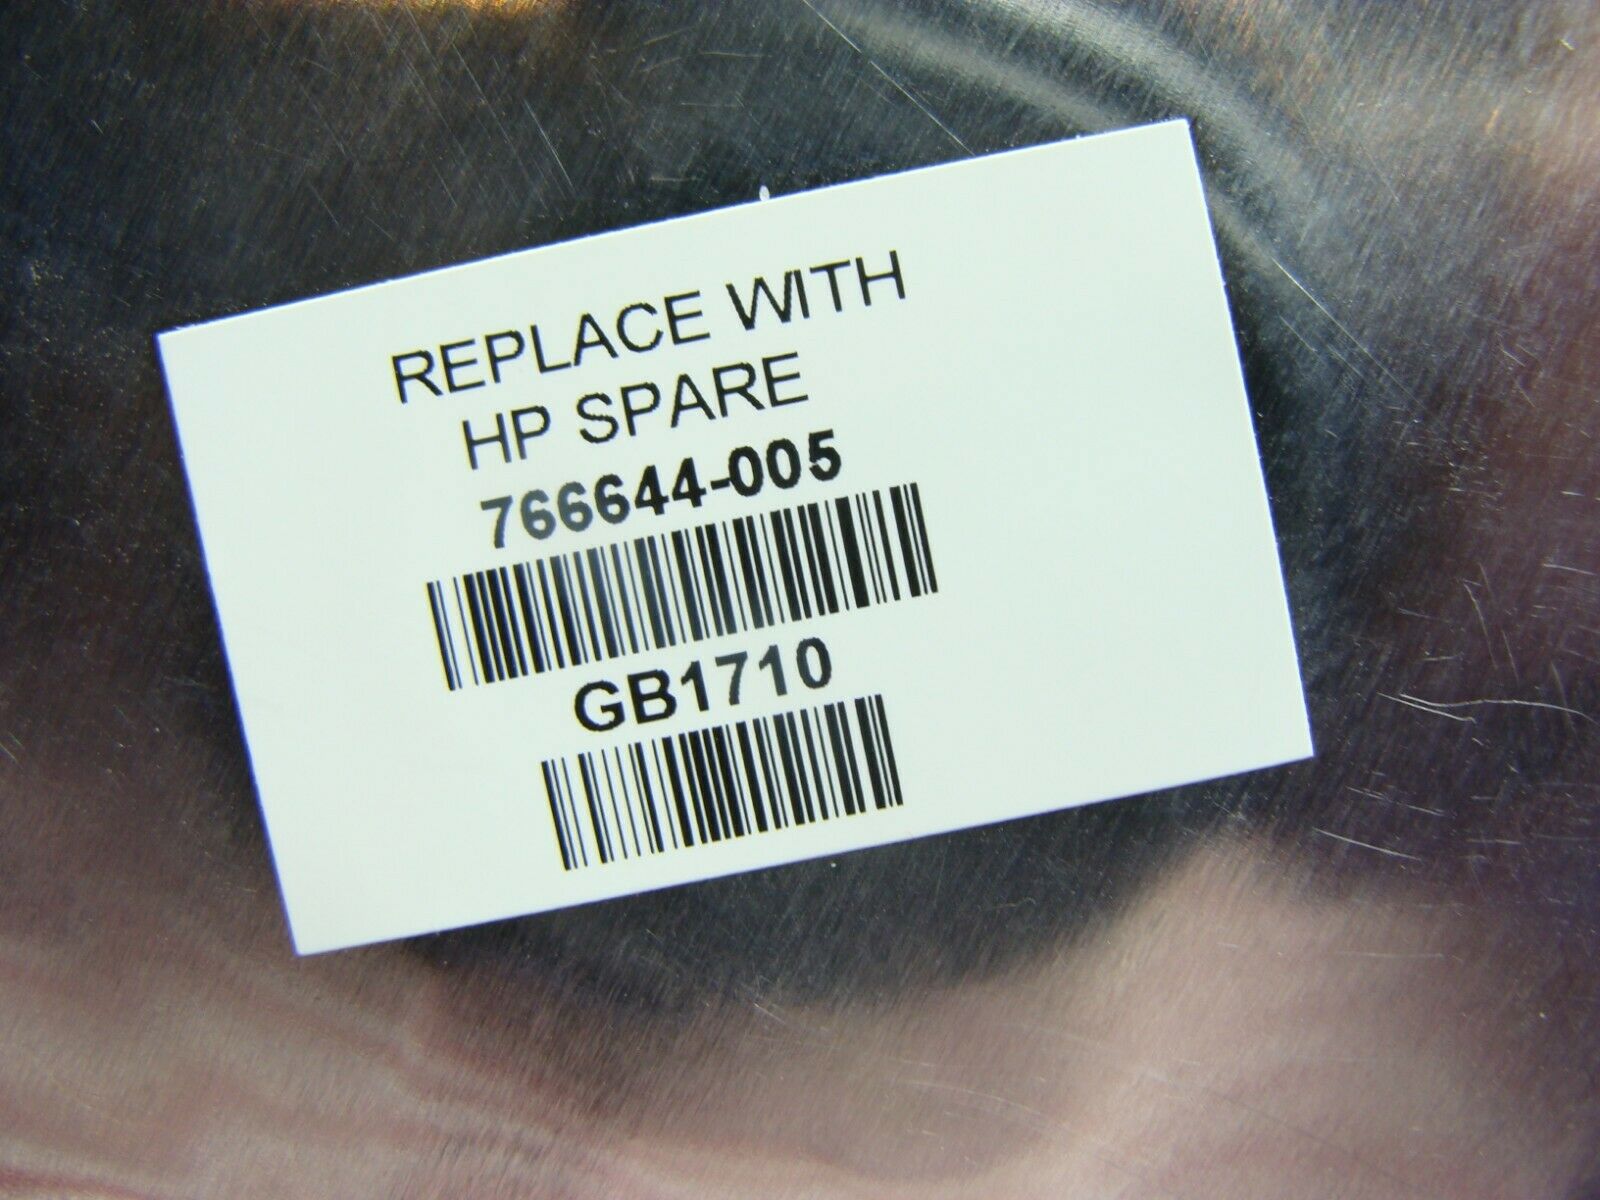 REPLACE WITH
HP SPARE
766644-005
GB1710